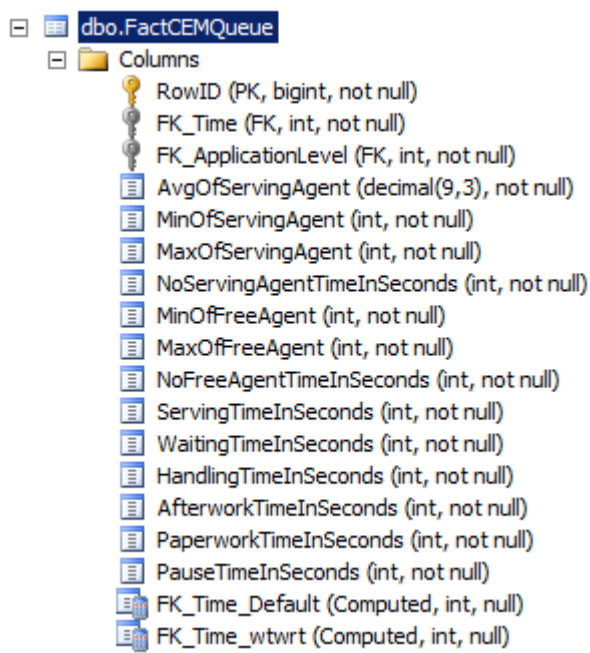 dbo.FactCEMQueue
Columns
RowID (PK, bigint, not null)
FK_Time (FK, int, not null)
FK_ApplicationLevel (FK, int, not null)
AvgOfServingAgent (decimal(9,3), not null)
MinOfServingAgent (int, not null)
MaxOfServingAgent (int, not null)
NoServingAgentTimeInSeconds (int, not null)
MinOfFreeAgent (int, not null)
MaxOfFreeAgent (int, not null)
NoFreeAgentTimeInSeconds (int, not null)
ServingTimeInSeconds (int, not null)
WaitingTimeInSeconds (int, not null)
HandlingTimeInSeconds (int, not null)
AfterworkTimeInSeconds (int, not null)
PaperworkTimeInSeconds (int, not null)
PauseTimeInSeconds (int, not null)
FK_Time_Default (Computed, int, null)
FK_Time_wtwrt (Computed, int, null)